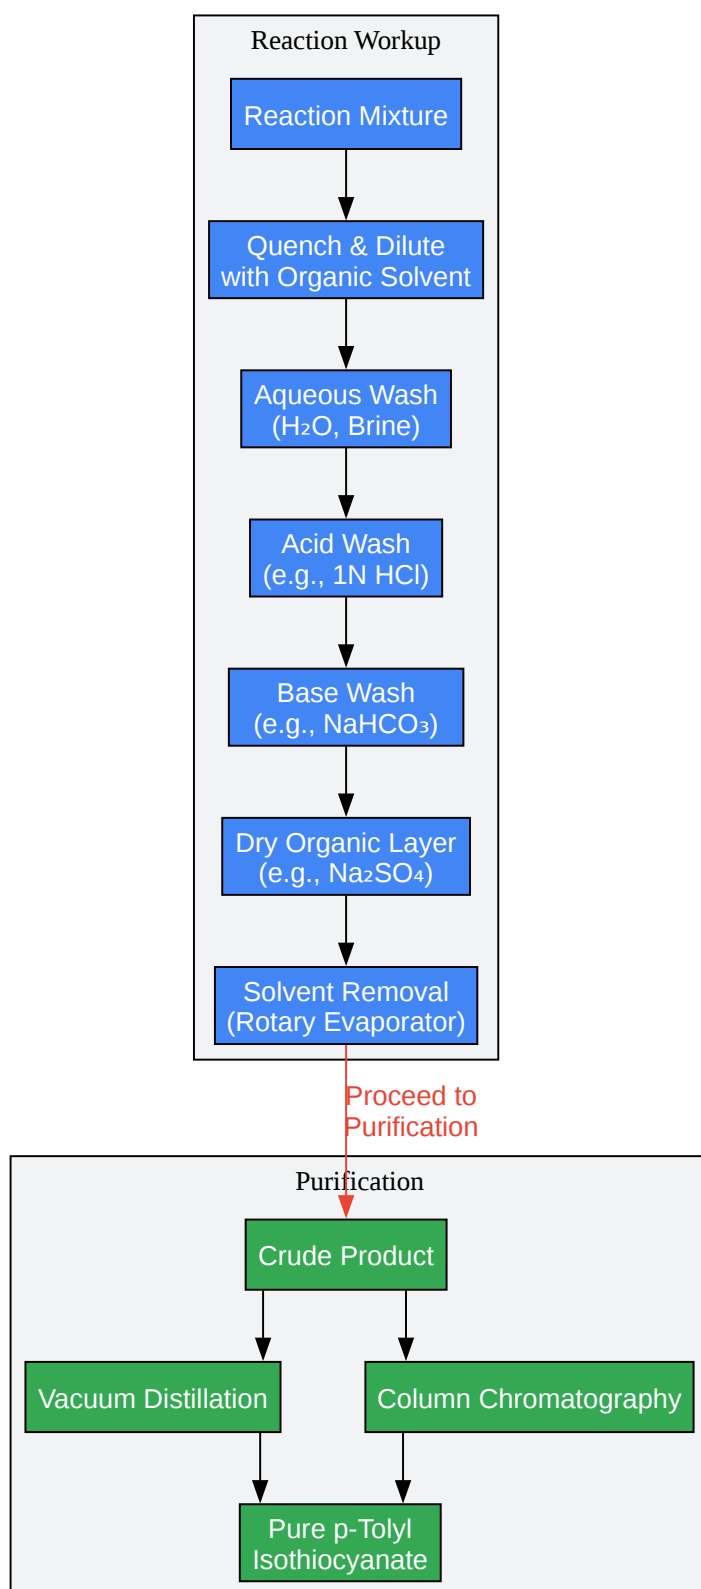 Reaction Workup
Reaction Mixture
Quench & Dilute
with Organic Solvent
Aqueous Wash
(H₂O, Brine)
Acid Wash
(e.g., 1N HCl)
Base Wash
(e.g., NaHCO₃)
Dry Organic Layer
(e.g., Na₂SO₄)
Solvent Removal
(Rotary Evaporator)
Proceed to
Purification
Purification
Crude Product
Vacuum Distillation
Column Chromatography
Pure p-Tolyl
Isothiocyanate